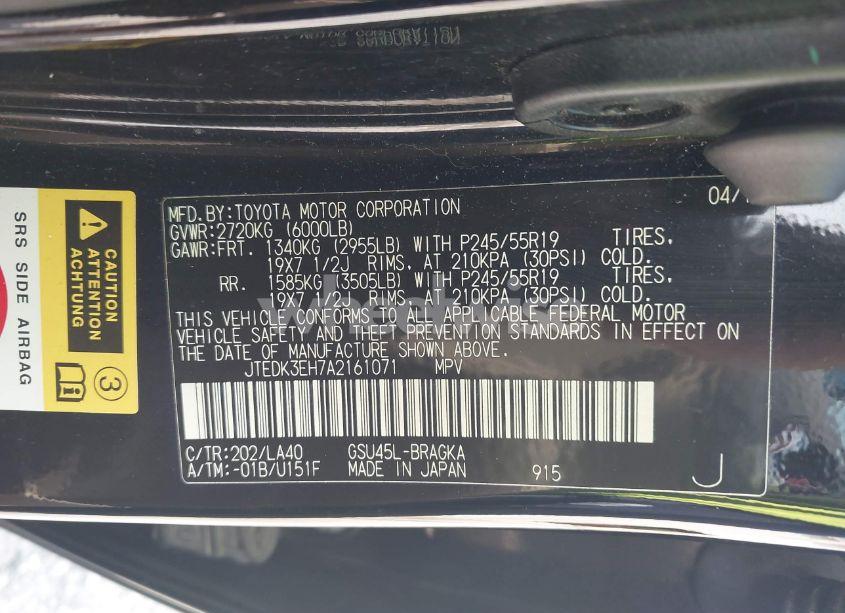 04/1
MFD.BY:TOYOTA MOTOR CORPORATION
GVWR:2720KG (6000LB)
GAWR:FRT. 1340KG (2955LB) WITH P245/55R19 TIRES,
19X7 1/2J RIMS, AT 210KPA (30PSI) COLD.
RR. 1585KG (3505LB) WITH P245/55R19 TIRES,
19X7 1/2J RIMS, AT 210KPA (30PSI) COLD.
THIS VEHICLE CONFORMS TO ALL APPLICABLE FEDERAL MOTOR
VEHICLE SAFETY AND THEFT PREVENTION STANDARDS IN EFFECT ON
THE DATE OF MANUFACTURE SHOWN ABOVE.
JTEDK3EH7A2161071 MPV
C/TR:202/LA40 GSU45L-BRAGKA
A/TM:-01B/U151F MADE IN JAPAN 915 J
SRS SIDE AIRBAG
CAUTION
ATTENTION
ACHTUNG
3